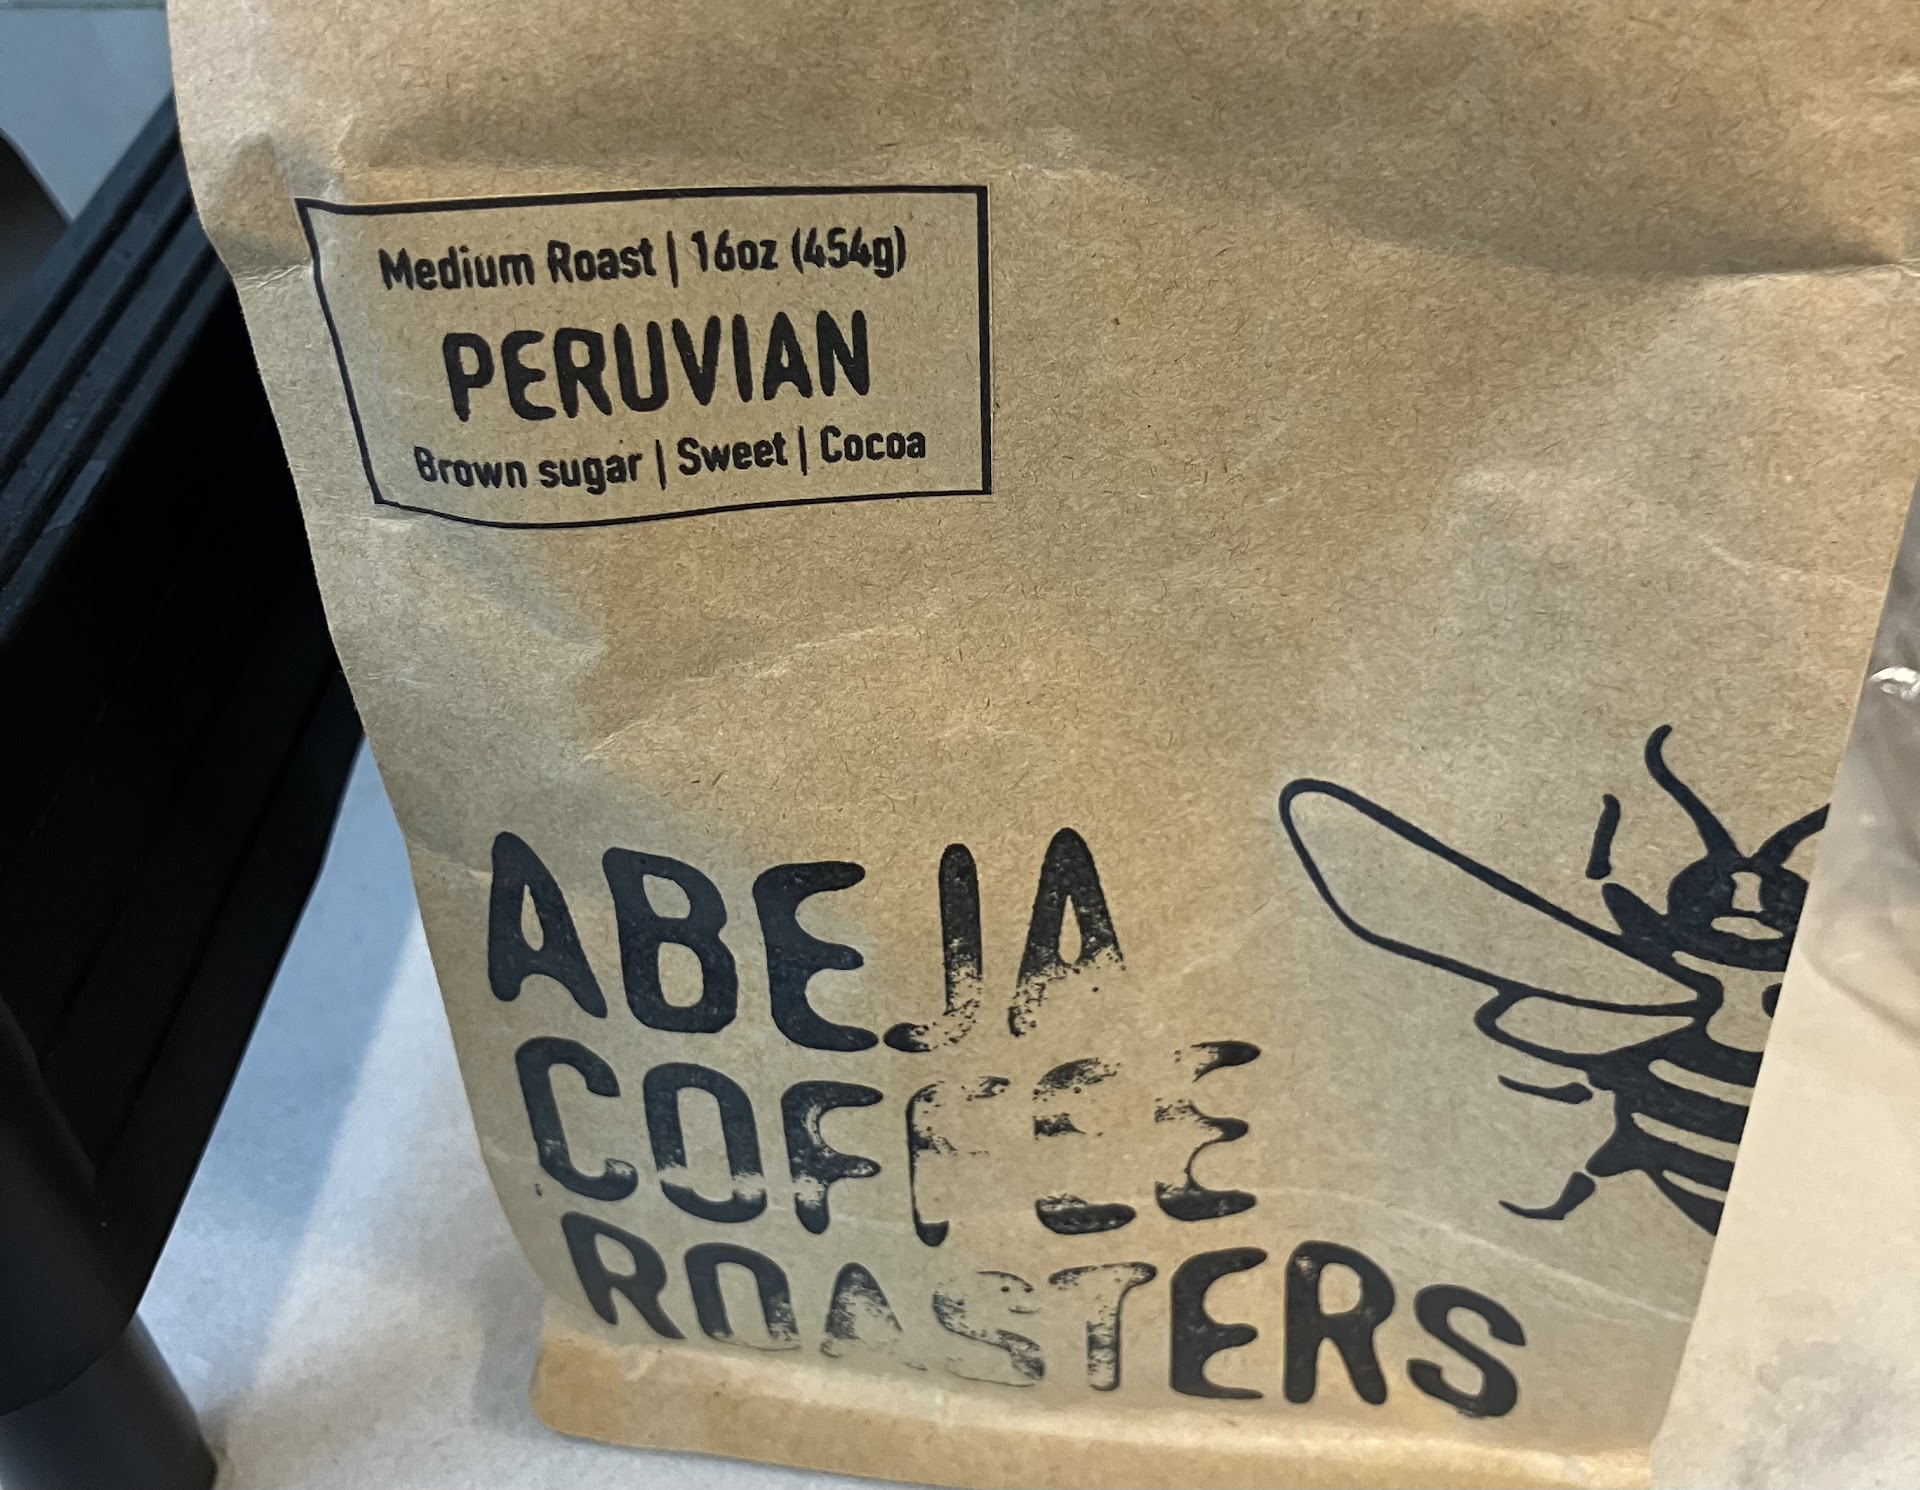 Medium Roast | 16oz (454g)
PERUVIAN
Brown sugar | Sweet | Cocoa
ABEJA
COFFEE
ROASTERS